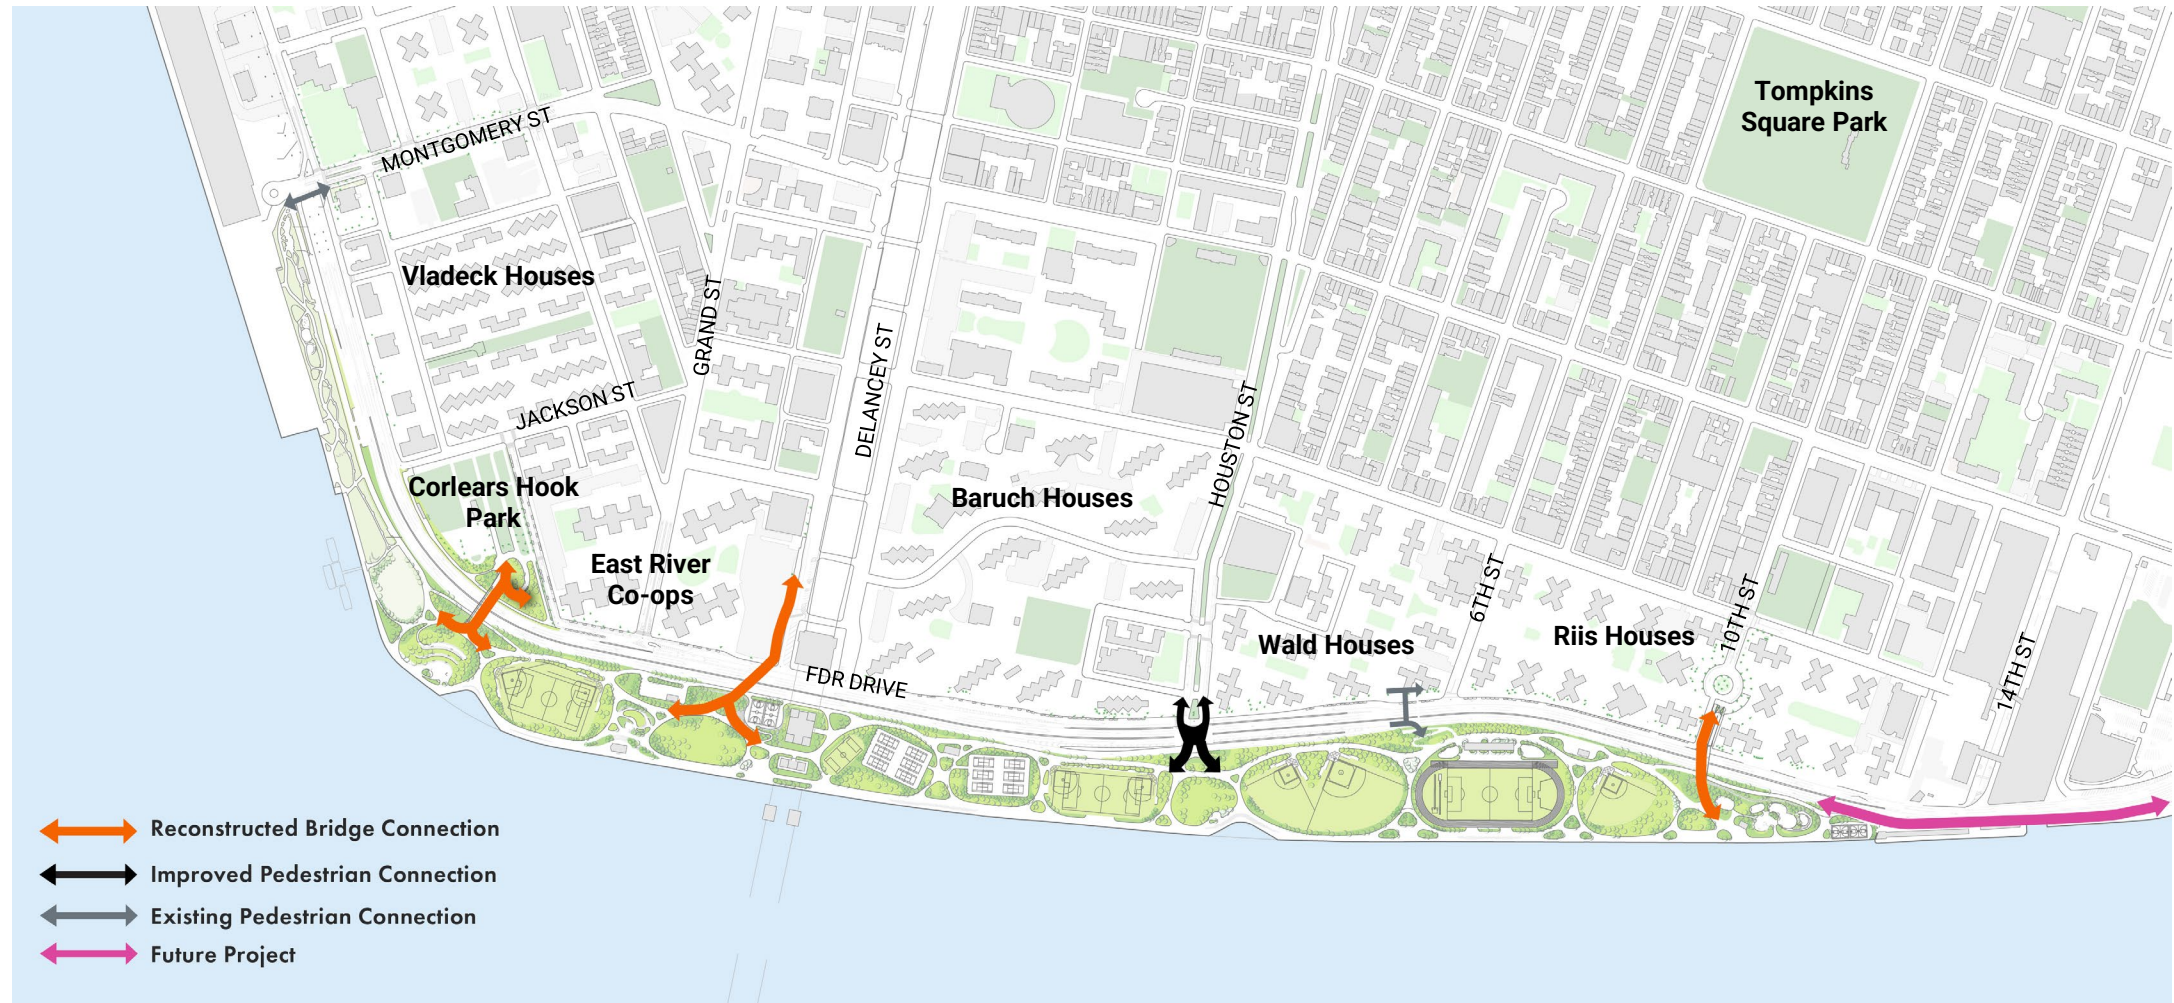 Tompkins
Square Park
MONTGOMERY ST
Vladeck Houses
GRAND ST
DELANCEY ST
JACKSON ST
HOUSTON ST
Corlears Hook
Park
Baruch Houses
East River
Co-ops
6TH ST
10TH ST
Wald Houses
Riis Houses
14TH ST
FDR DRIVE
Reconstructed Bridge Connection
Improved Pedestrian Connection
Existing Pedestrian Connection
Future Project